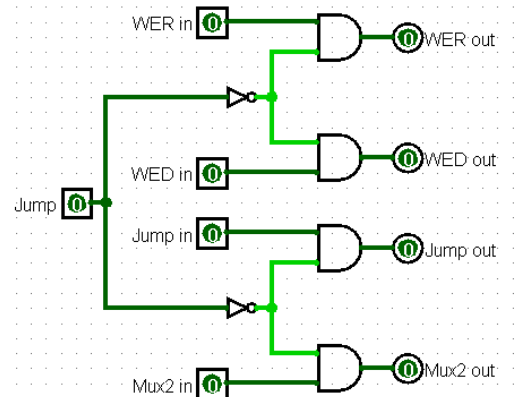 WER in 0
0 WER out
WED in 0
0 WED out
Jump 0
Jump in 0
0 Jump out
Mux2 in 0
0 Mux2 out